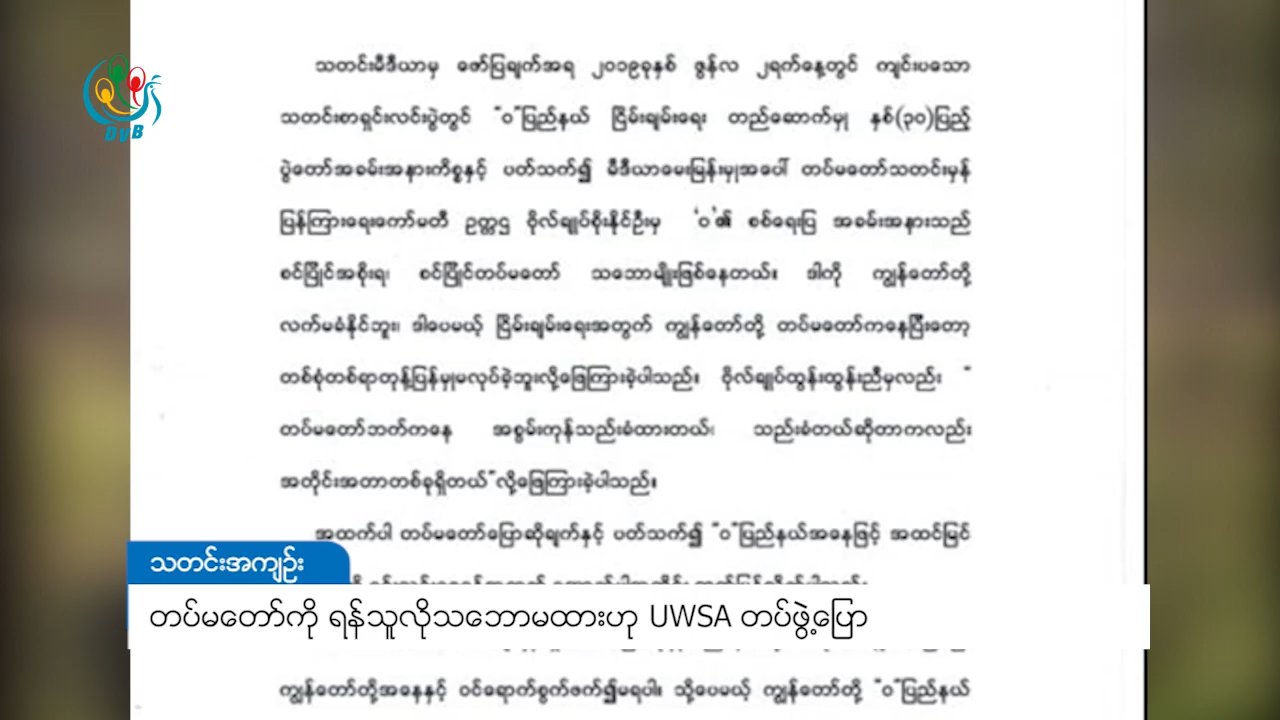 DVB
သတင်းမီဒီယာမှ ဖော်ပြချက်အရ ၂၀၁၉ခုနှစ် ဇွန်လ ၂ရက်နေ့တွင် ကျင်းပသော
သတင်းစာရှင်းလင်းပွဲတွင် "ဝ"ပြည်နယ် ငြိမ်းချမ်းရေး တည်ဆောက်မှု နှစ်(၃၀)ပြည့်
ပွဲတော်အခမ်းအနားကိစ္စနှင့် ပတ်သက်၍ မီဒီယာမေးမြန်းမှုအပေါ် တပ်မတော်သတင်းမှန်
ပြန်ကြားရေးကော်မတီ ဥက္ကဋ္ဌ ဗိုလ်ချုပ်စိုးနိုင်ဦးမှ 'ဝ'၏ စစ်ရေးပြ အခမ်းအနားသည်
စင်ပြိုင်အစိုးရ၊ စင်ပြိုင်တပ်မတော် သဘောမျိုးဖြစ်နေတယ်။ ဒါကို ကျွန်တော်တို့
လက်မခံနိုင်ဘူး၊ ဒါပေမယ့် ငြိမ်းချမ်းရေးအတွက် ကျွန်တော်တို့ တပ်မတော်ကနေပြီးတော့
တစ်စုံတစ်ရာတုန့်ပြန်မှုမလုပ်ခဲ့ဘူးလို့ဖြေကြားခဲ့ပါသည်။ ဗိုလ်ချုပ်ထွန်းထွန်းညီမှလည်း "
တပ်မတော်ဘက်ကနေ အစွမ်းကုန်သည်းခံထားတယ်၊ သည်းခံတယ်ဆိုတာကလည်း
အတိုင်းအတာတစ်ခုရှိတယ်"လို့ဖြေကြားခဲ့ပါသည်။
အထက်ပါ တပ်မတော်ပြောဆိုချက်နှင့် ပတ်သက်၍ "ဝ"ပြည်နယ်အနေဖြင့် အထင်မြင်
သတင်းအကျဉ်း
တပ်မတော်ကို ရန်သူလိုသဘောမထားဟု UWSA တပ်ဖွဲ့ပြော
ကျွန်တော်တို့အနေနှင့် ဝင်ရောက်စွက်ဖက်၍မရပါ။ သို့ပေမယ့် ကျွန်တော်တို့ "ဝ"ပြည်နယ်